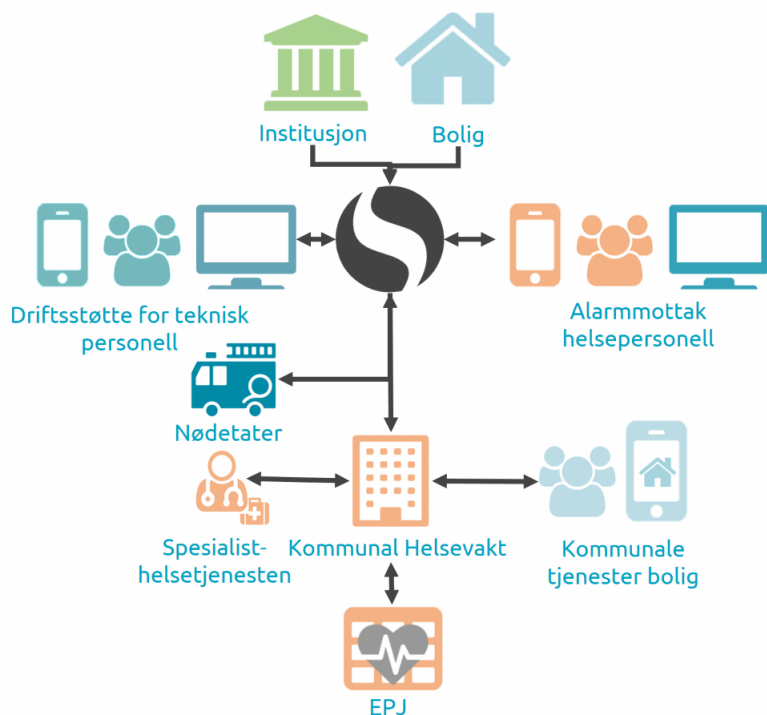 Institusjon
Bolig
Driftsstøtte for teknisk
personell
Alarmmottak
helsepersonell
Nødetater
Spesialist-
helsetjenesten
Kommunal Helsevakt
Kommunale
tjenester bolig
EPJ